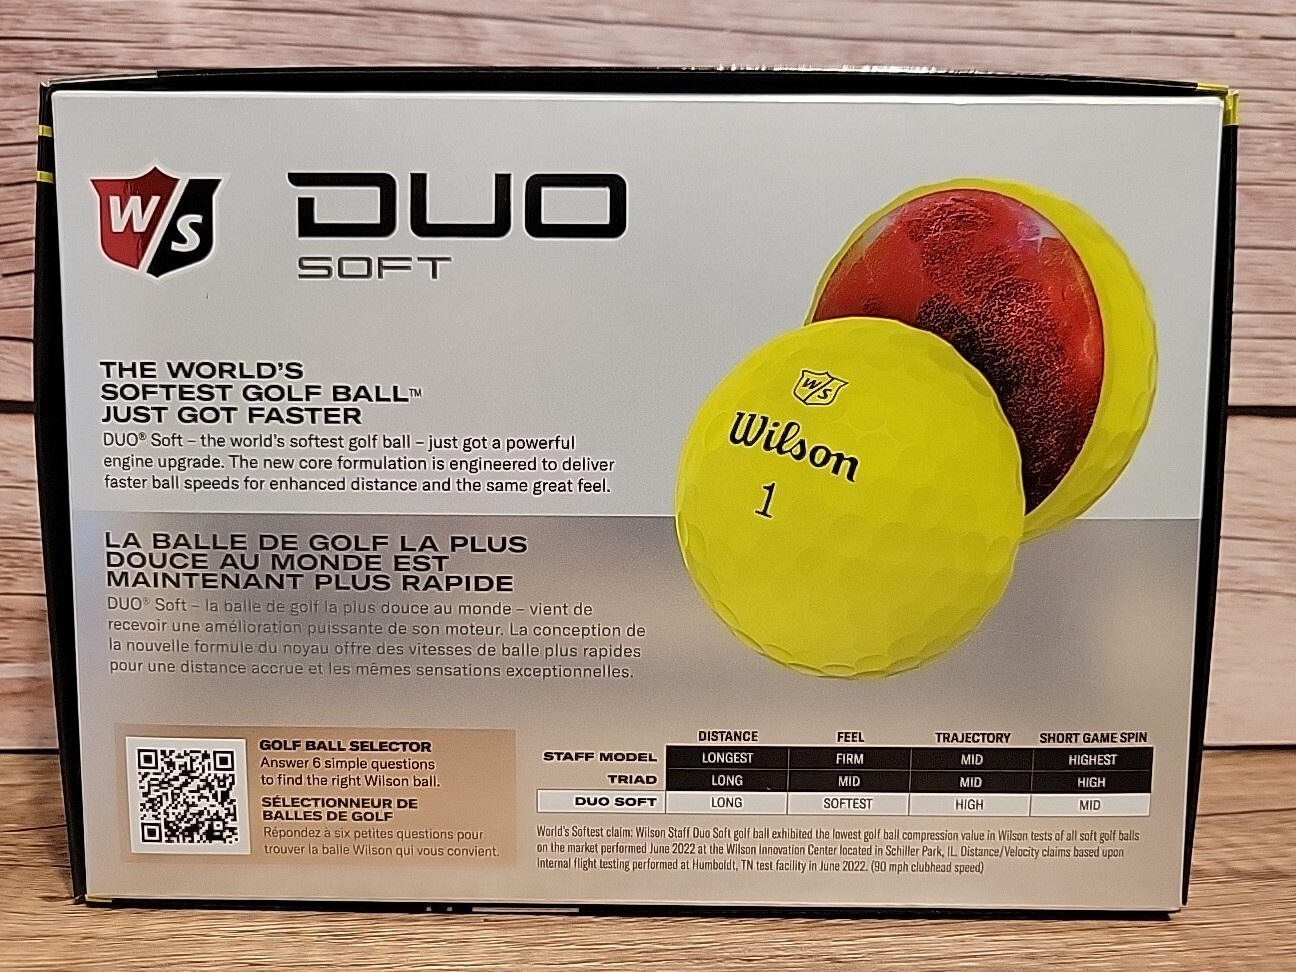 W/S DUO
SOFT
THE WORLD'S
SOFTEST GOLF BALL™
JUST GOT FASTER
DUO® Soft – the world's softest golf ball – just got a powerful
engine upgrade. The new core formulation is engineered to deliver
faster ball speeds for enhanced distance and the same great feel.
LA BALLE DE GOLF LA PLUS
DOUCE AU MONDE EST
MAINTENANT PLUS RAPIDE
DUO® Soft – la balle de golf la plus douce au monde – vient de
recevoir une amélioration puissante de son moteur. La conception de
la nouvelle formule du noyau offre des vitesses de balle plus rapides
pour une distance accrue et les mêmes sensations exceptionnelles.
W/S
Wilson
1
GOLF BALL SELECTOR
Answer 6 simple questions
to find the right Wilson ball.
SÉLECTIONNEUR DE
BALLES DE GOLF
Répondez à six petites questions pour
trouver la balle Wilson qui vous convient.
DISTANCE FEEL TRAJECTORY SHORT GAME SPIN
STAFF MODEL LONGEST FIRM MID HIGHEST
TRIAD LONG MID MID HIGH
DUO SOFT LONG SOFTEST HIGH MID
World's Softest claim: Wilson Staff Duo Soft golf ball exhibited the lowest golf ball compression value in Wilson tests of all soft golf balls
on the market performed June 2022 at the Wilson Innovation Center located in Schiller Park, IL. Distance/Velocity claims based upon
internal flight testing performed at Humboldt, TN test facility in June 2022. (90 mph clubhead speed)